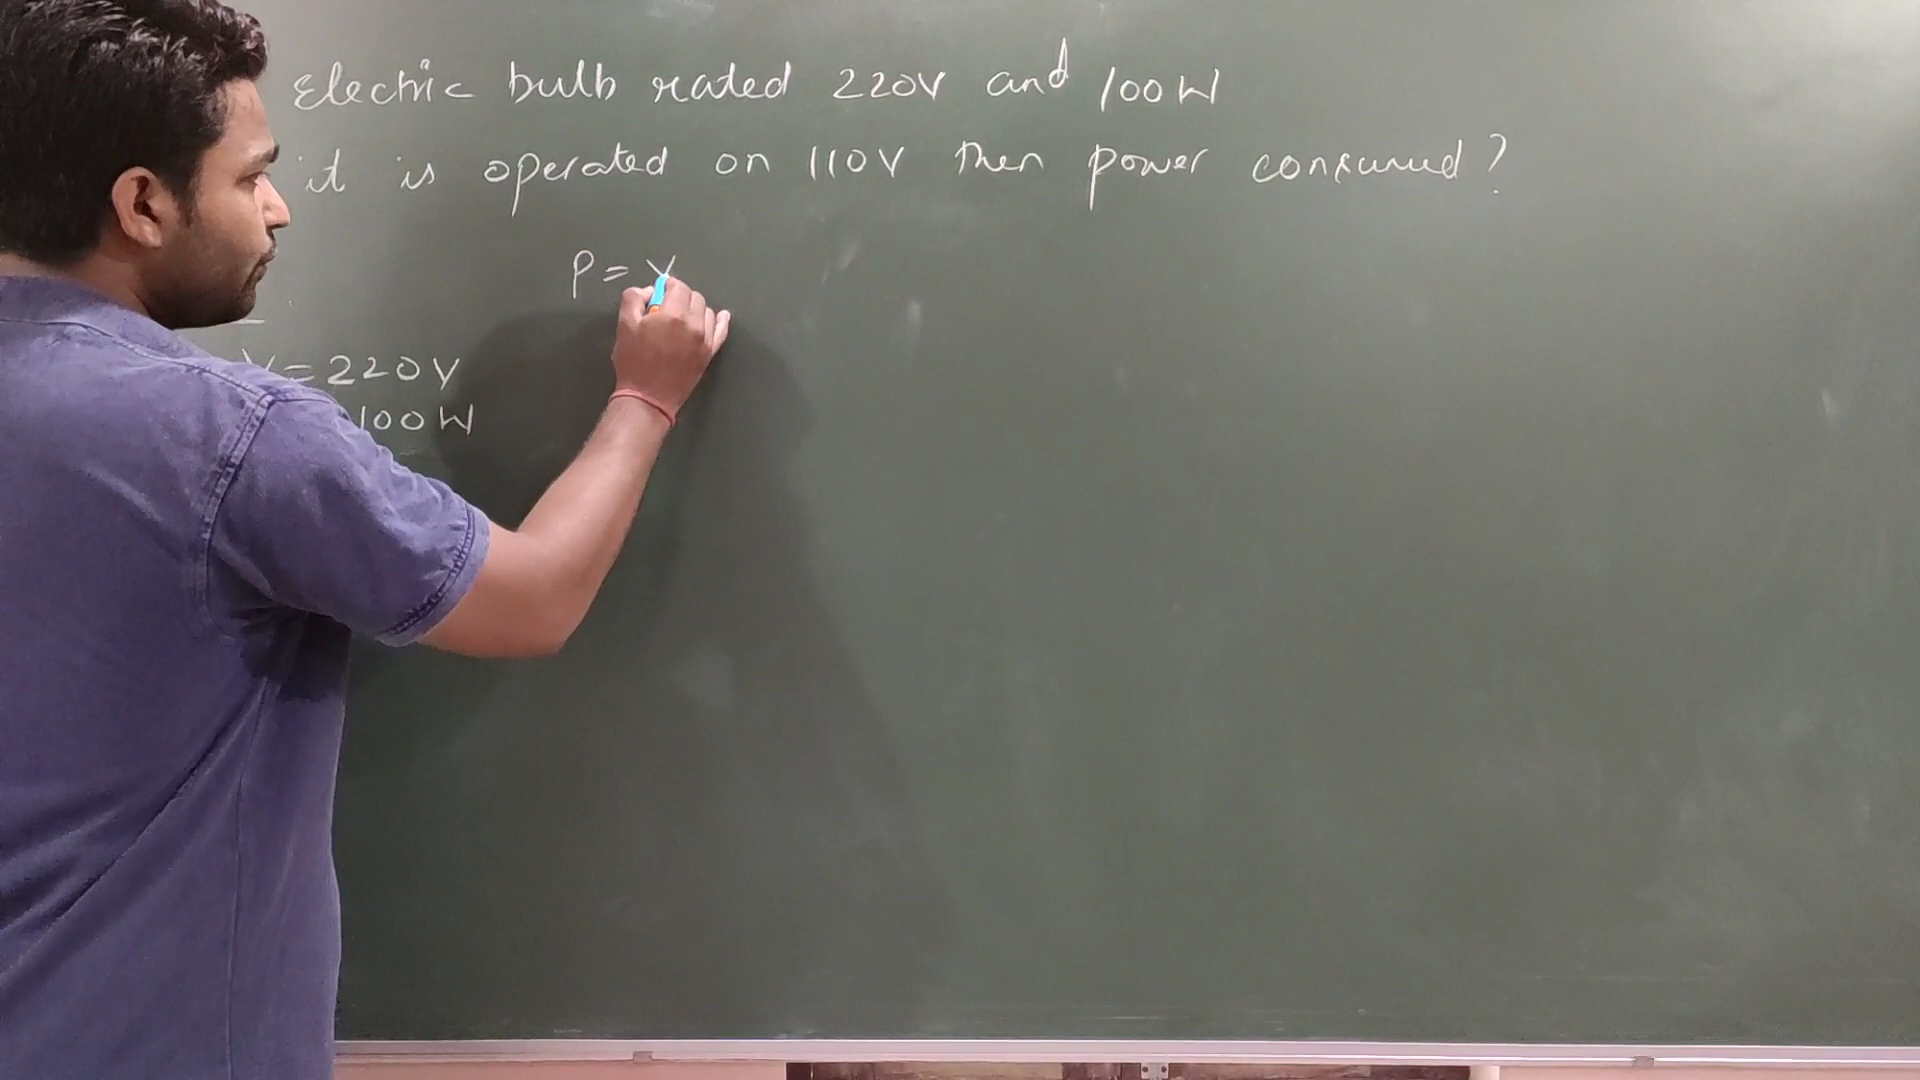 Electric bulb rated 220V and 100W
it is operated on 110V then power consumed?
P = V
V = 220V
100W